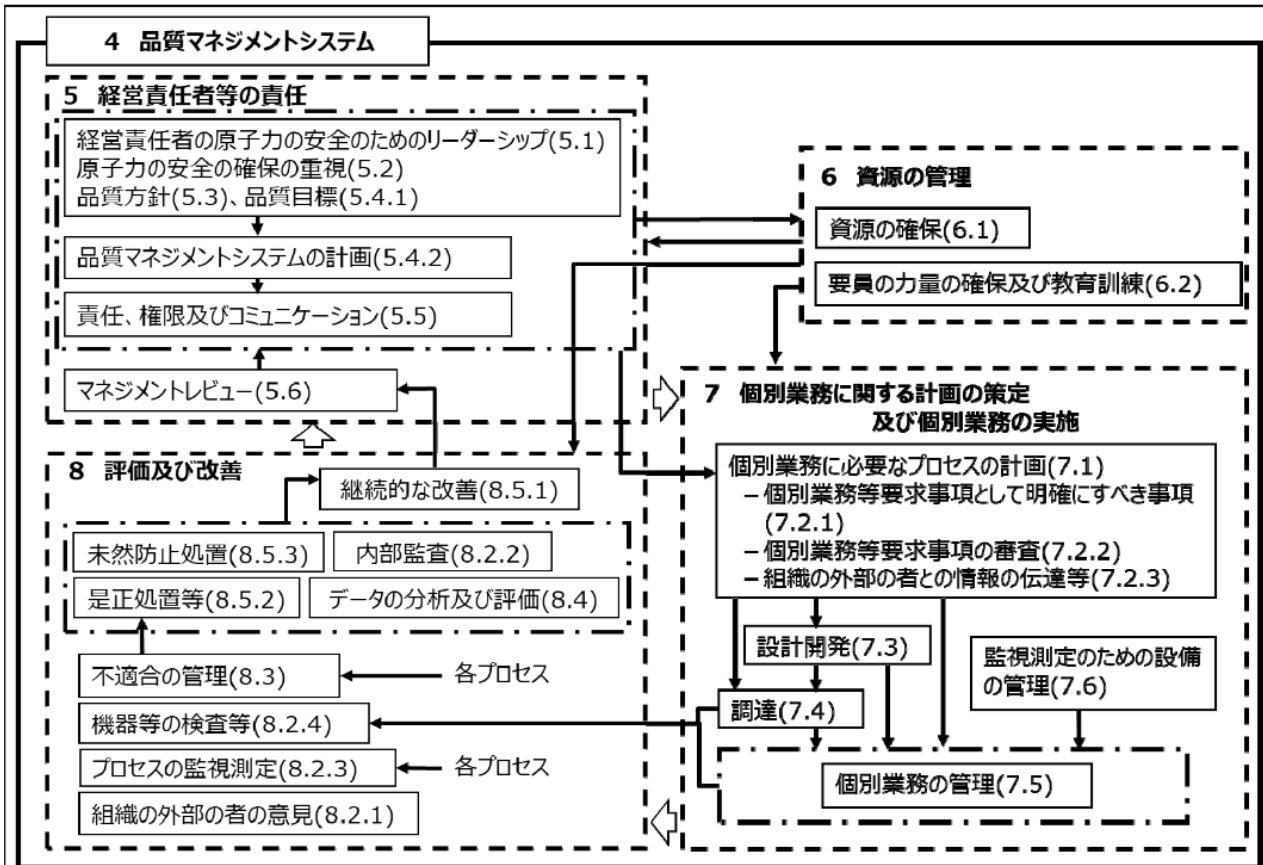 4 品質マネジメントシステム
5 経営責任者等の責任
経営責任者の原子力の安全のためのリーダーシップ(5.1)
原子力の安全の確保の重視(5.2)
品質方針(5.3)、品質目標(5.4.1)
品質マネジメントシステムの計画(5.4.2)
責任、権限及びコミュニケーション(5.5)
マネジメントレビュー(5.6)
6 資源の管理
資源の確保(6.1)
要員の力量の確保及び教育訓練(6.2)
7 個別業務に関する計画の策定
及び個別業務の実施
個別業務に必要なプロセスの計画(7.1)
－個別業務等要求事項として明確にすべき事項
(7.2.1)
－個別業務等要求事項の審査(7.2.2)
－組織の外部の者との情報の伝達等(7.2.3)
設計開発(7.3)
監視測定のための設備
の管理(7.6)
調達(7.4)
個別業務の管理(7.5)
8 評価及び改善
継続的な改善(8.5.1)
未然防止処置(8.5.3)
内部監査(8.2.2)
是正処置等(8.5.2)
データの分析及び評価(8.4)
不適合の管理(8.3)
各プロセス
機器等の検査等(8.2.4)
プロセスの監視測定(8.2.3)
各プロセス
組織の外部の者の意見(8.2.1)